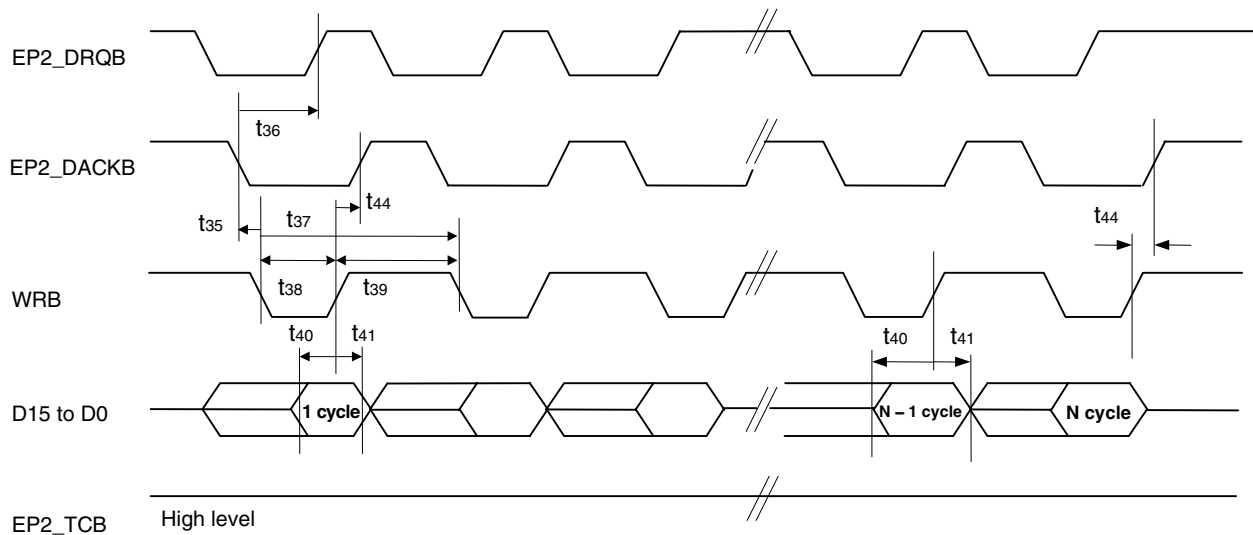 EP2_DRQB
t36
EP2_DACKB
t35 t37 t44
t44
WRB
t38 t39
t40 t41 t40 t41
D15 to D0 1 cycle N – 1 cycle N cycle
EP2_TCB High level